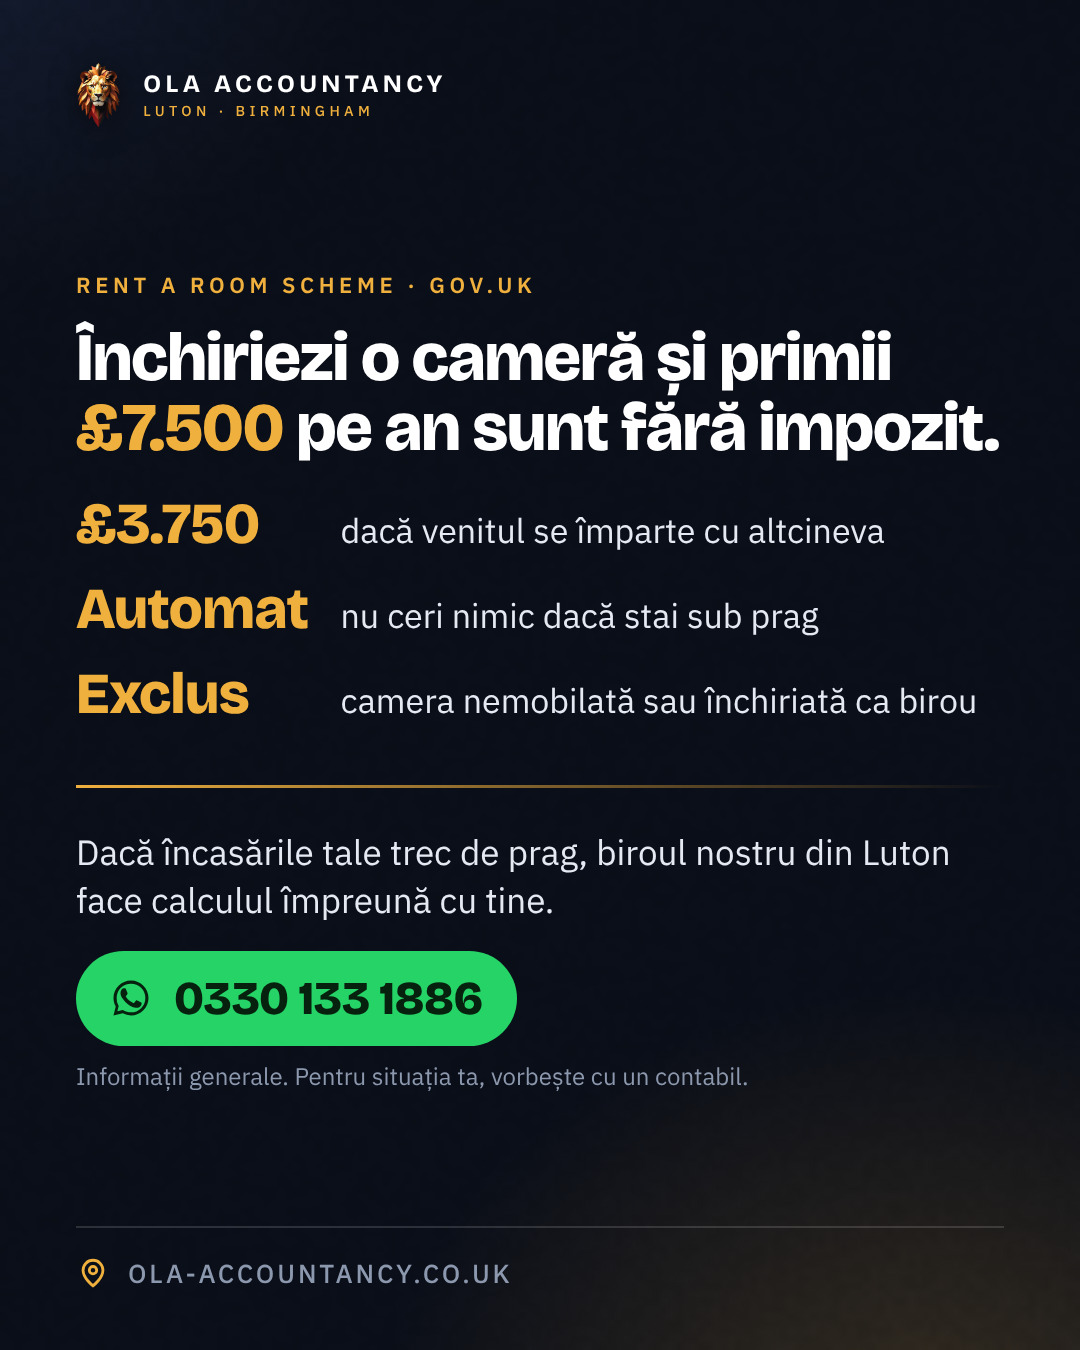 OLA ACCOUNTANCY
LUTON · BIRMINGHAM
RENT A ROOM SCHEME · GOV.UK
Închiriezi o cameră și primii
£7.500 pe an sunt fără impozit.
£3.750 dacă venitul se împarte cu altcineva
Automat nu ceri nimic dacă stai sub prag
Exclus camera nemobilată sau închiriată ca birou
Dacă încasările tale trec de prag, biroul nostru din Luton
face calculul împreună cu tine.
0330 133 1886
Informații generale. Pentru situația ta, vorbește cu un contabil.
OLA-ACCOUNTANCY.CO.UK